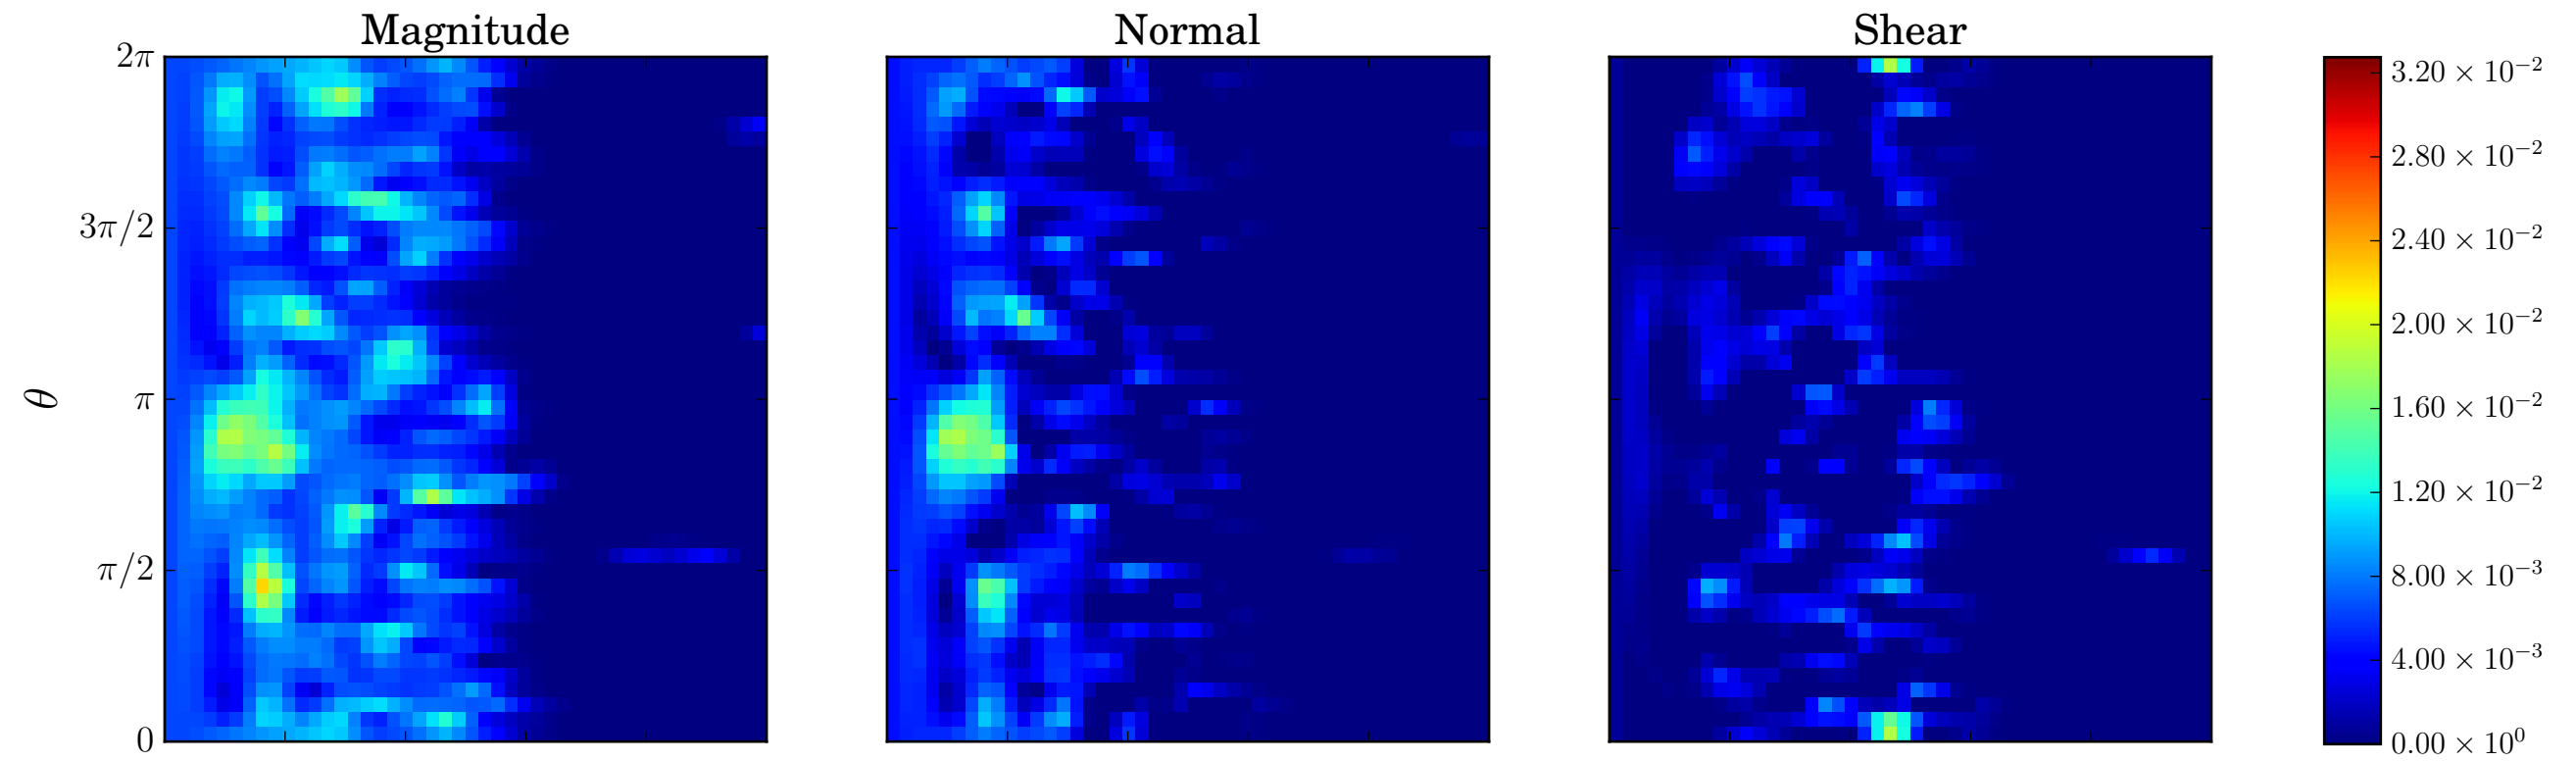 Magnitude Normal Shear
2π
3π/2
π
π/2
0
θ
3.20 × 10⁻²
2.80 × 10⁻²
2.40 × 10⁻²
2.00 × 10⁻²
1.60 × 10⁻²
1.20 × 10⁻²
8.00 × 10⁻³
4.00 × 10⁻³
0.00 × 10⁰